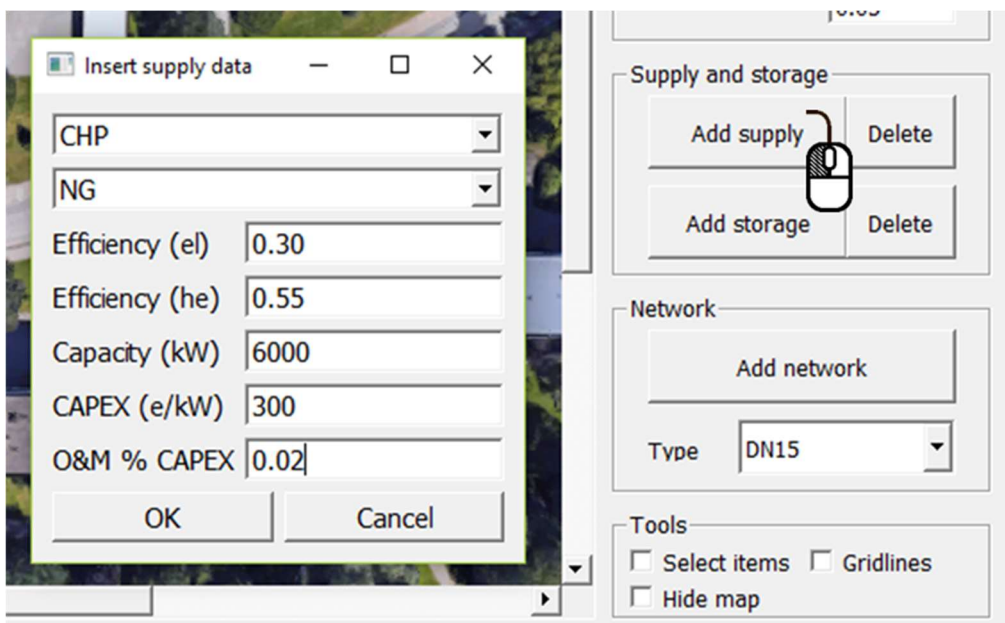 Insert supply data
CHP
NG
Efficiency (el) 0.30
Efficiency (he) 0.55
Capacity (kW) 6000
CAPEX (e/kW) 300
O&M % CAPEX 0.02
OK Cancel
Supply and storage
Add supply Delete
Add storage Delete
Network
Add network
Type DN15
Tools
Select items Gridlines
Hide map